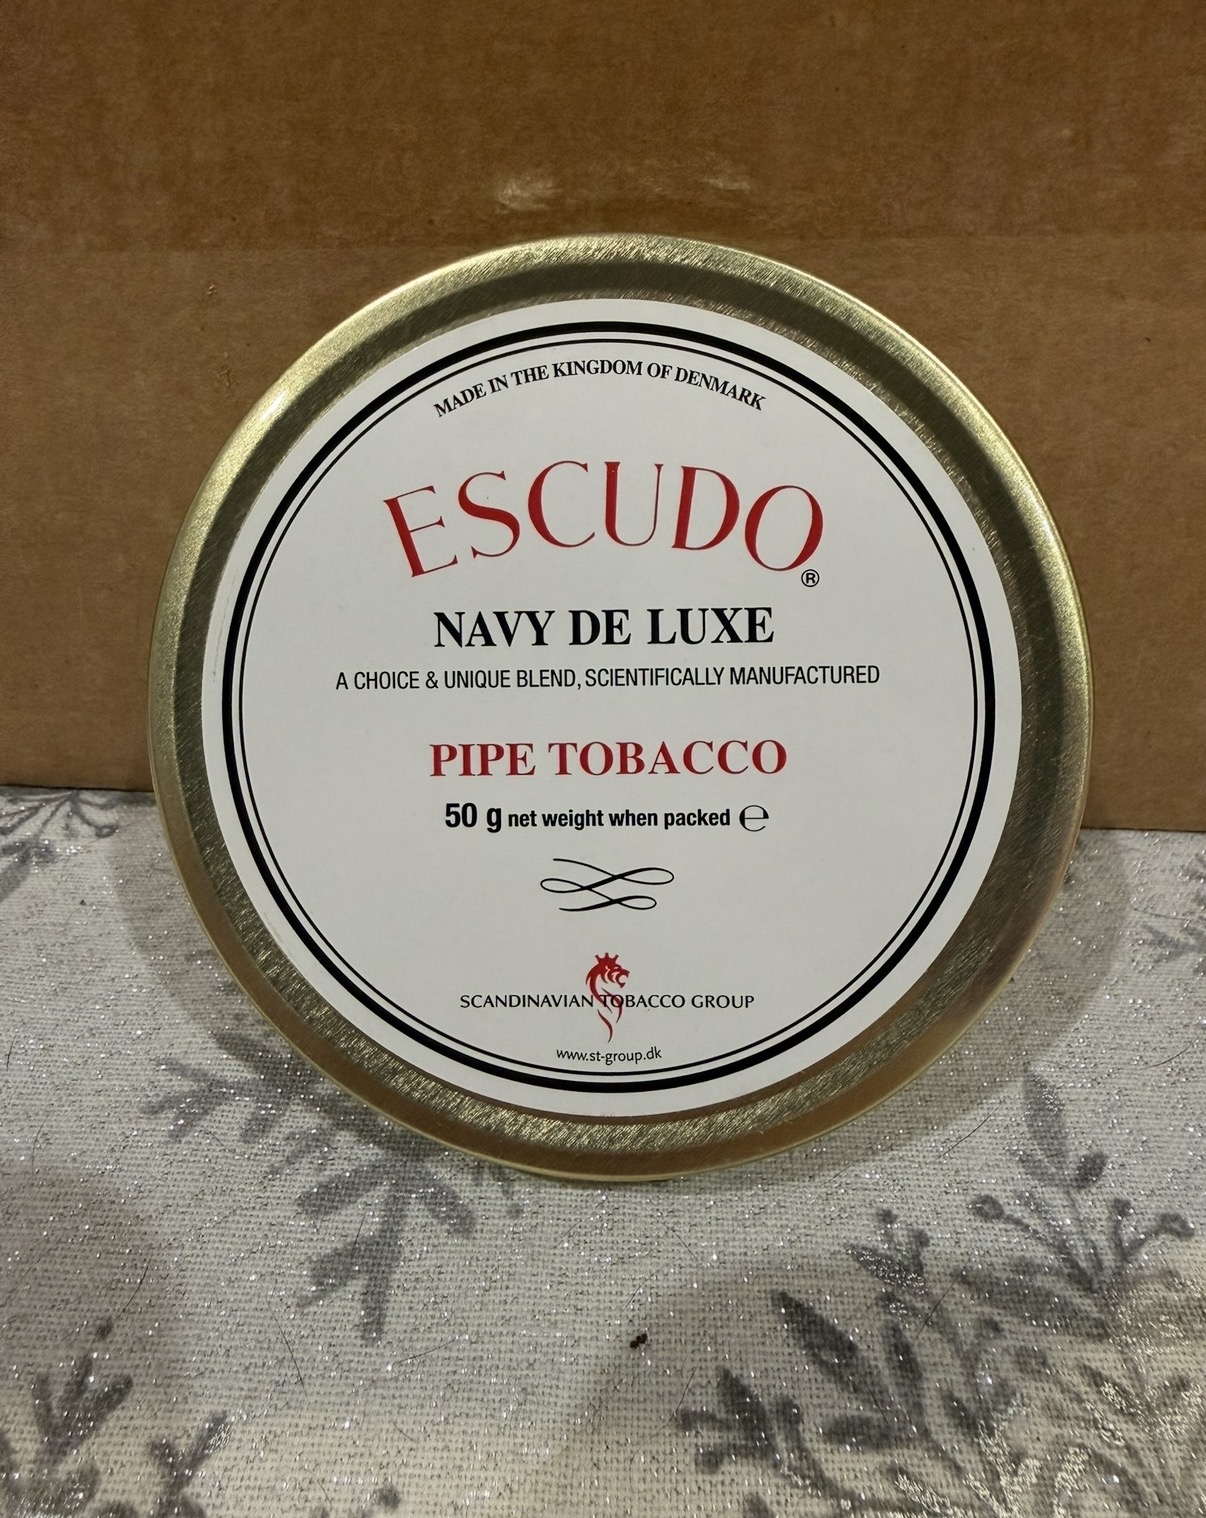 MADE IN THE KINGDOM OF DENMARK
ESCUDO®
NAVY DE LUXE
A CHOICE & UNIQUE BLEND, SCIENTIFICALLY MANUFACTURED
PIPE TOBACCO
50 g net weight when packed ℮
SCANDINAVIAN TOBACCO GROUP
www.st-group.dk